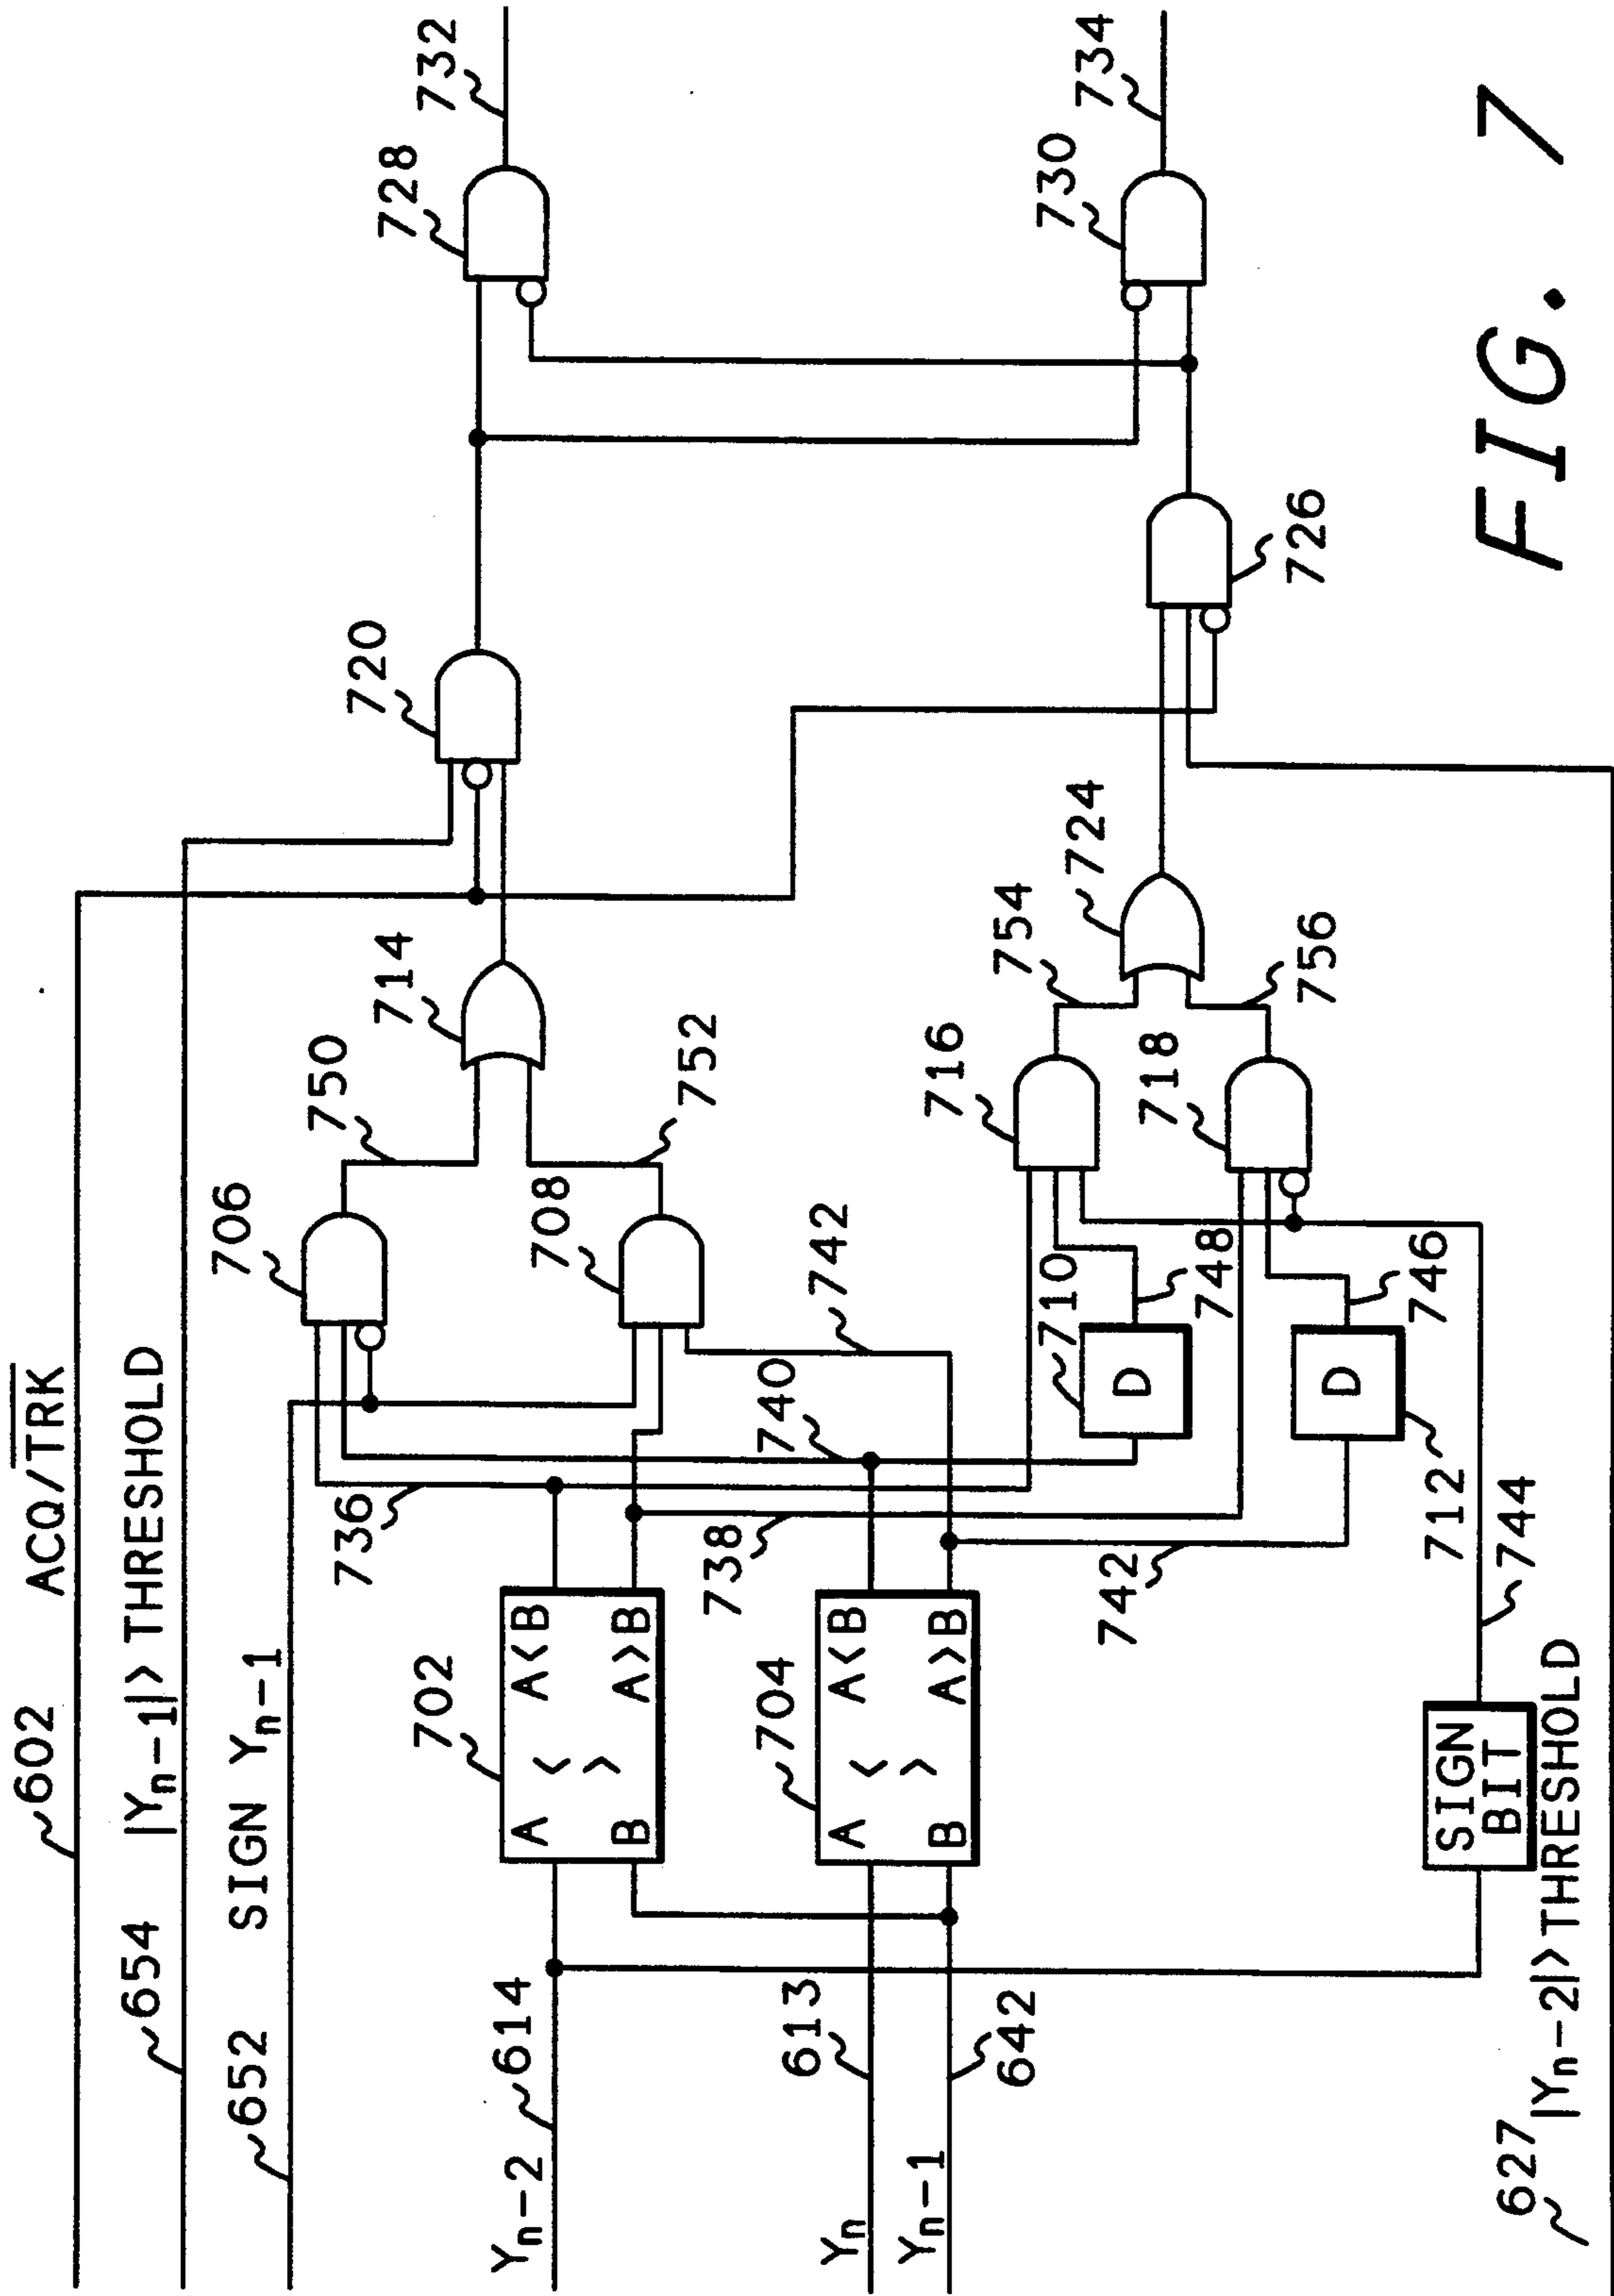 602 ACQ/TRK
654 |Yn-1|> THRESHOLD
652 SIGN Yn-1
Yn-2 614
Yn 613
Yn-1 642
627 |Yn-2|> THRESHOLD
702
A < A<B
B > A>B
704
A < A<B
B > A>B
SIGN
BIT
744
736
738
740
742
742
706
708
710
D
748
712
D
746
750
752
714
716
718
754
756
724
720
726
728
732
730
734
FIG. 7